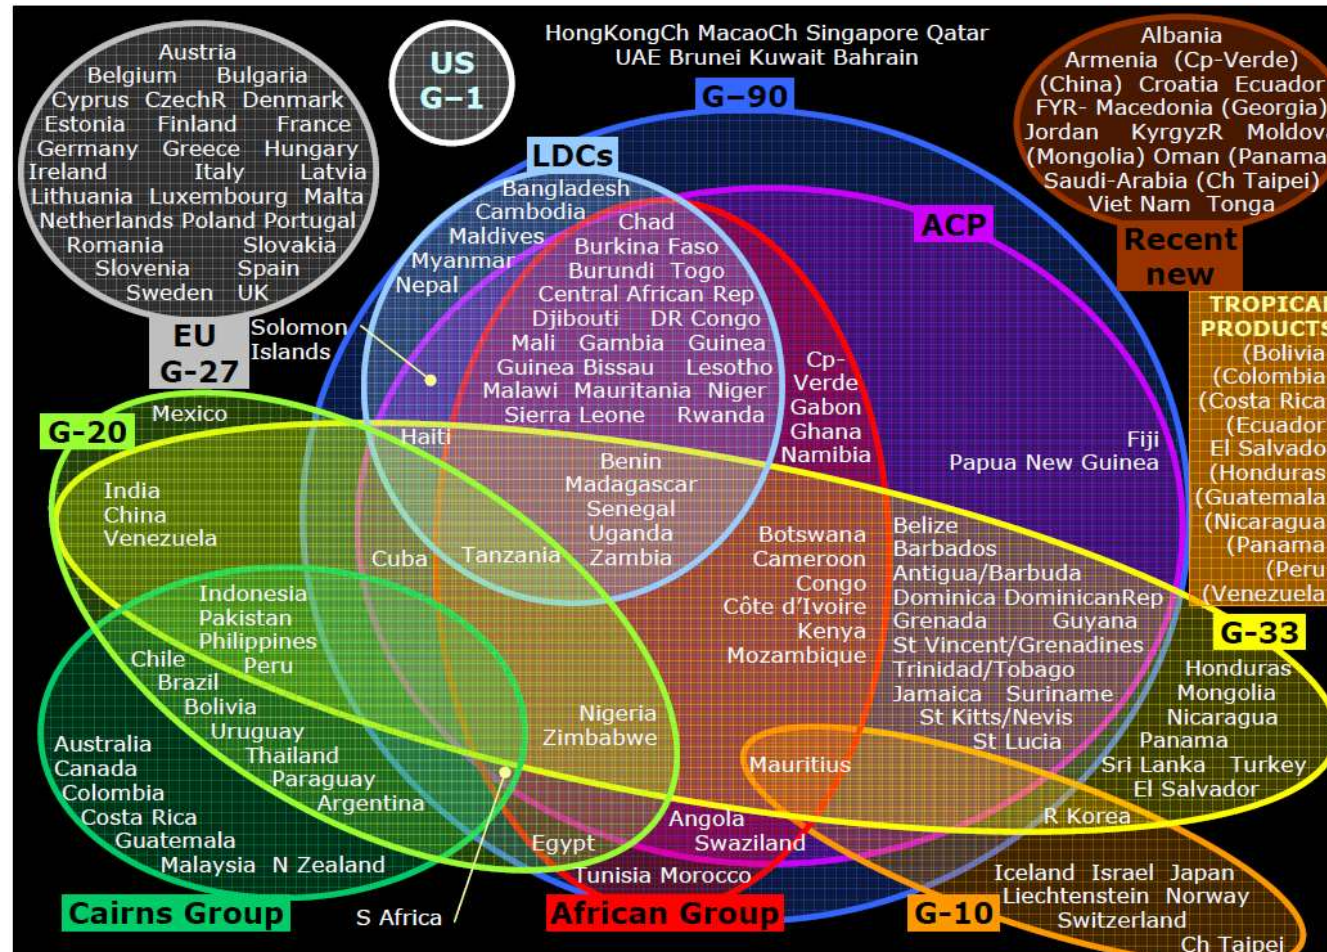 HongKongCh MacaoCh Singapore Qatar
UAE Brunei Kuwait Bahrain
US
G–1
Austria
Belgium Bulgaria
Cyprus CzechR Denmark
Estonia Finland France
Germany Greece Hungary
Ireland Italy Latvia
Lithuania Luxembourg Malta
Netherlands Poland Portugal
Romania Slovakia
Slovenia Spain
Sweden UK
EU
G-27
Albania
Armenia (Cp-Verde)
(China) Croatia Ecuador
FYR- Macedonia (Georgia)
Jordan KyrgyzR Moldova
(Mongolia) Oman (Panama
Saudi-Arabia (Ch Taipei)
Viet Nam Tonga
Recent
new
G–90
LDCs
ACP
Bangladesh
Cambodia
Maldives
Myanmar
Nepal
Solomon
Islands
Chad
Burkina Faso
Burundi Togo
Central African Rep
Djibouti DR Congo
Mali Gambia Guinea
Guinea Bissau Lesotho
Malawi Mauritania Niger
Sierra Leone Rwanda
Cp-
Verde
Gabon
Ghana
Namibia
Fiji
Papua New Guinea
TROPICAL
PRODUCTS
(Bolivia
(Colombia
(Costa Rica
(Ecuador
El Salvador
(Honduras
(Guatemala
(Nicaragua
(Panama
(Peru
(Venezuela
G-20
Mexico
Haiti
Benin
Madagascar
Senegal
Uganda
Zambia
Tanzania
India
China
Venezuela
Cuba
Indonesia
Pakistan
Philippines
Peru
Chile
Brazil
Bolivia
Uruguay
Thailand
Paraguay
Argentina
Australia
Canada
Colombia
Costa Rica
Guatemala
Malaysia N Zealand
Cairns Group
S Africa
Botswana
Cameroon
Congo
Côte d’Ivoire
Kenya
Mozambique
Nigeria
Zimbabwe
Belize
Barbados
Antigua/Barbuda
Dominica DominicanRep
Grenada Guyana
St Vincent/Grenadines
Trinidad/Tobago
Jamaica Suriname
St Kitts/Nevis
St Lucia
G-33
Honduras
Mongolia
Nicaragua
Panama
Sri Lanka Turkey
El Salvador
Mauritius
R Korea
Angola
Swaziland
Egypt
Tunisia Morocco
African Group
G-10
Iceland Israel Japan
Liechtenstein Norway
Switzerland
Ch Taipei